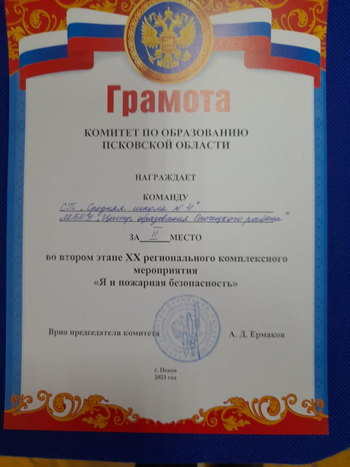 Грамота
КОМИТЕТ ПО ОБРАЗОВАНИЮ
ПСКОВСКОЙ ОБЛАСТИ
НАГРАЖДАЕТ
КОМАНДУ
СП "Средняя школа № 4"
МБОУ "Центр образования Опочецкого района"
ЗА II МЕСТО
во втором этапе XX регионального комплексного
мероприятия
«Я и пожарная безопасность»
Врио председателя комитета А. Д. Ермаков
г. Псков
2023 год